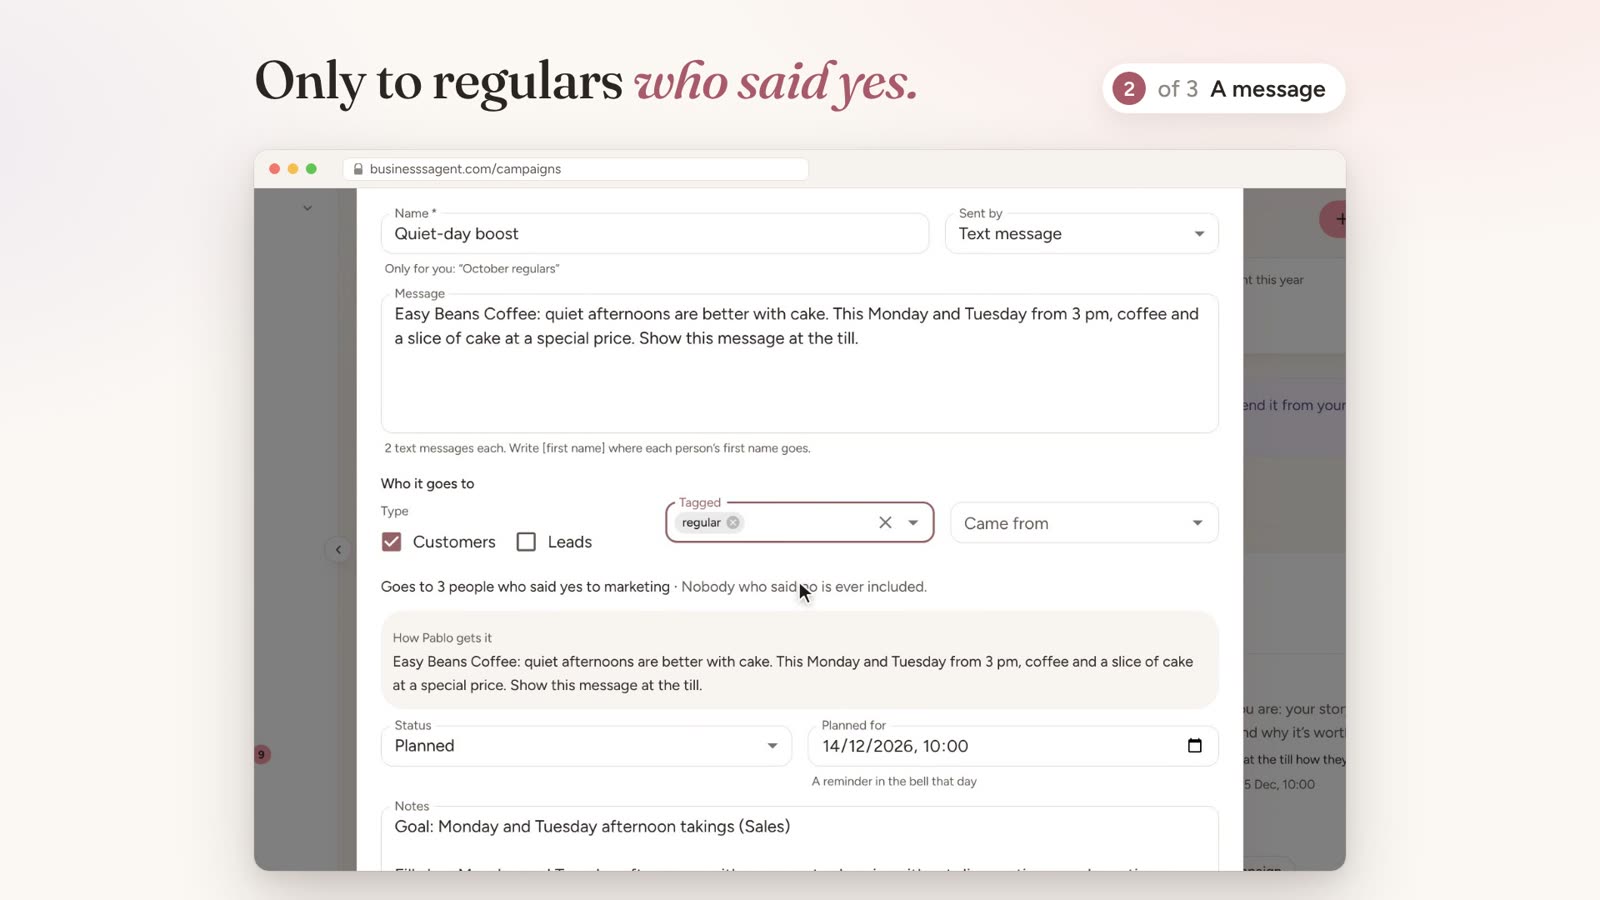 Only to regulars who said yes.
2 of 3 A message
businesssagent.com/campaigns
Name *
Quiet-day boost
Sent by
Text message
Only for you: “October regulars”
nt this year
Message
Easy Beans Coffee: quiet afternoons are better with cake. This Monday and Tuesday from 3 pm, coffee and
a slice of cake at a special price. Show this message at the till.
end it from your
2 text messages each. Write [first name] where each person's first name goes.
Who it goes to
Type
Customers
Leads
Tagged
regular
Came from
Goes to 3 people who said yes to marketing · Nobody who said no is ever included.
How Pablo gets it
Easy Beans Coffee: quiet afternoons are better with cake. This Monday and Tuesday from 3 pm, coffee and a slice of cake
at a special price. Show this message at the till.
Status
Planned
Planned for
14/12/2026, 10:00
A reminder in the bell that day
u are: your stor
nd why it's wort
at the till how they
5 Dec, 10:00
9
Notes
Goal: Monday and Tuesday afternoon takings (Sales)